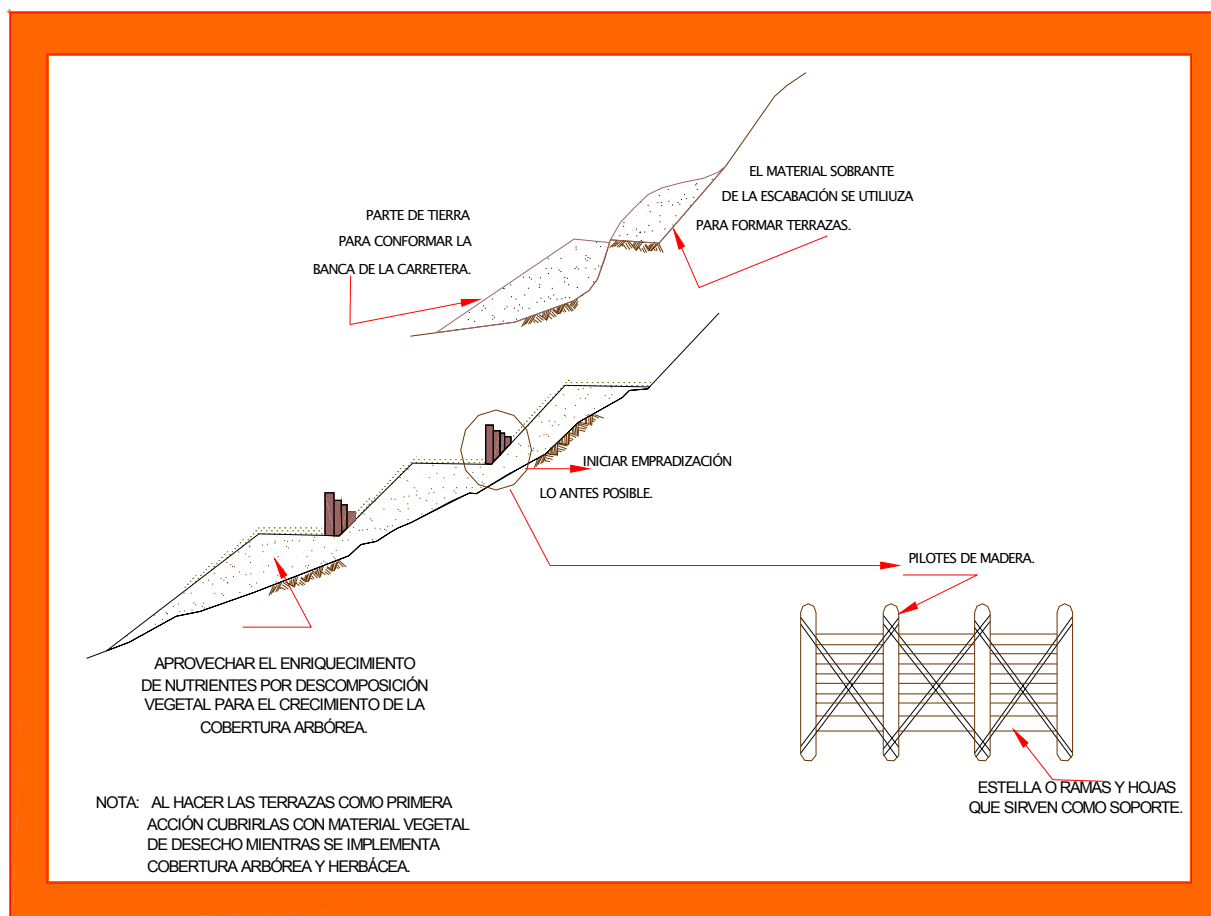 EL MATERIAL SOBRANTE
DE LA ESCABACIÓN SE UTILIUZA
PARA FORMAR TERRAZAS.
PARTE DE TIERRA
PARA CONFORMAR LA
BANCA DE LA CARRETERA.
INICIAR EMPRADIZACIÓN
LO ANTES POSIBLE.
PILOTES DE MADERA.
APROVECHAR EL ENRIQUECIMIENTO
DE NUTRIENTES POR DESCOMPOSICIÓN
VEGETAL PARA EL CRECIMIENTO DE LA
COBERTURA ARBÓREA.
ESTELLA O RAMAS Y HOJAS
QUE SIRVEN COMO SOPORTE.
NOTA: AL HACER LAS TERRAZAS COMO PRIMERA
ACCIÓN CUBRIRLAS CON MATERIAL VEGETAL
DE DESECHO MIENTRAS SE IMPLEMENTA
COBERTURA ARBÓREA Y HERBÁCEA.